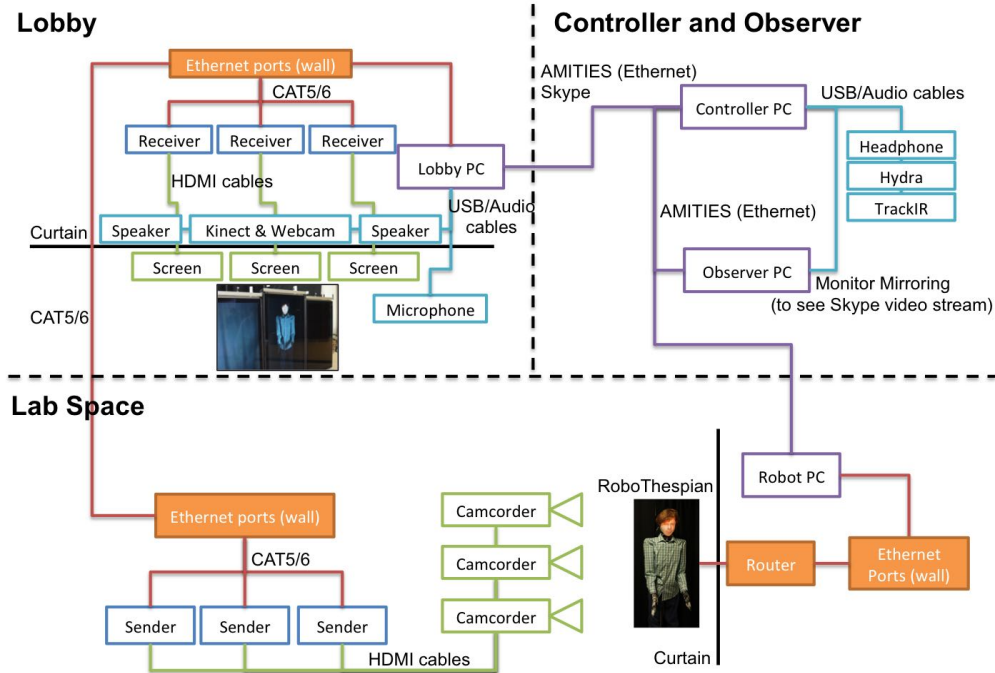 Lobby
Controller and Observer
Ethernet ports (wall)
CAT5/6
Receiver
Receiver
Receiver
Lobby PC
HDMI cables
USB/Audio
cables
Curtain
Speaker
Kinect & Webcam
Speaker
Screen
Screen
Screen
Microphone
CAT5/6
AMITIES (Ethernet)
Skype
Controller PC
USB/Audio cables
Headphone
Hydra
TrackIR
AMITIES (Ethernet)
Observer PC
Monitor Mirroring
(to see Skype video stream)
Lab Space
Ethernet ports (wall)
CAT5/6
Sender
Sender
Sender
HDMI cables
Camcorder
Camcorder
Camcorder
RoboThespian
Robot PC
Router
Ethernet
Ports (wall)
Curtain